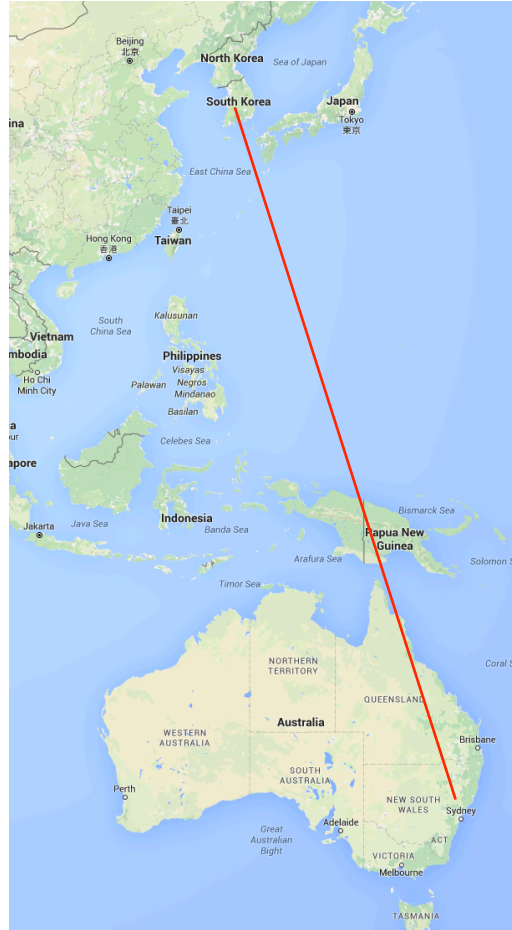 Beijing
北京
North Korea
Sea of Japan
South Korea
Japan
Tokyo
東京
ina
East China Sea
Taipei
臺北
Taiwan
Hong Kong
香港
South
China Sea
Kalusunan
Vietnam
mbodia
Philippines
Visayas
Negros
Mindanao
Palawan
Ho Chi
Minh City
Basilan
a
ur
Celebes Sea
apore
Indonesia
Bismarck Sea
Jakarta
Java Sea
Banda Sea
Papua New
Guinea
Arafura Sea
Solomon S
Timor Sea
Coral S
NORTHERN
TERRITORY
QUEENSLAND
Australia
WESTERN
AUSTRALIA
Brisbane
SOUTH
AUSTRALIA
Perth
NEW SOUTH
WALES
Sydney
Adelaide
Great
Australian
Bight
ACT
VICTORIA
Melbourne
TASMANIA